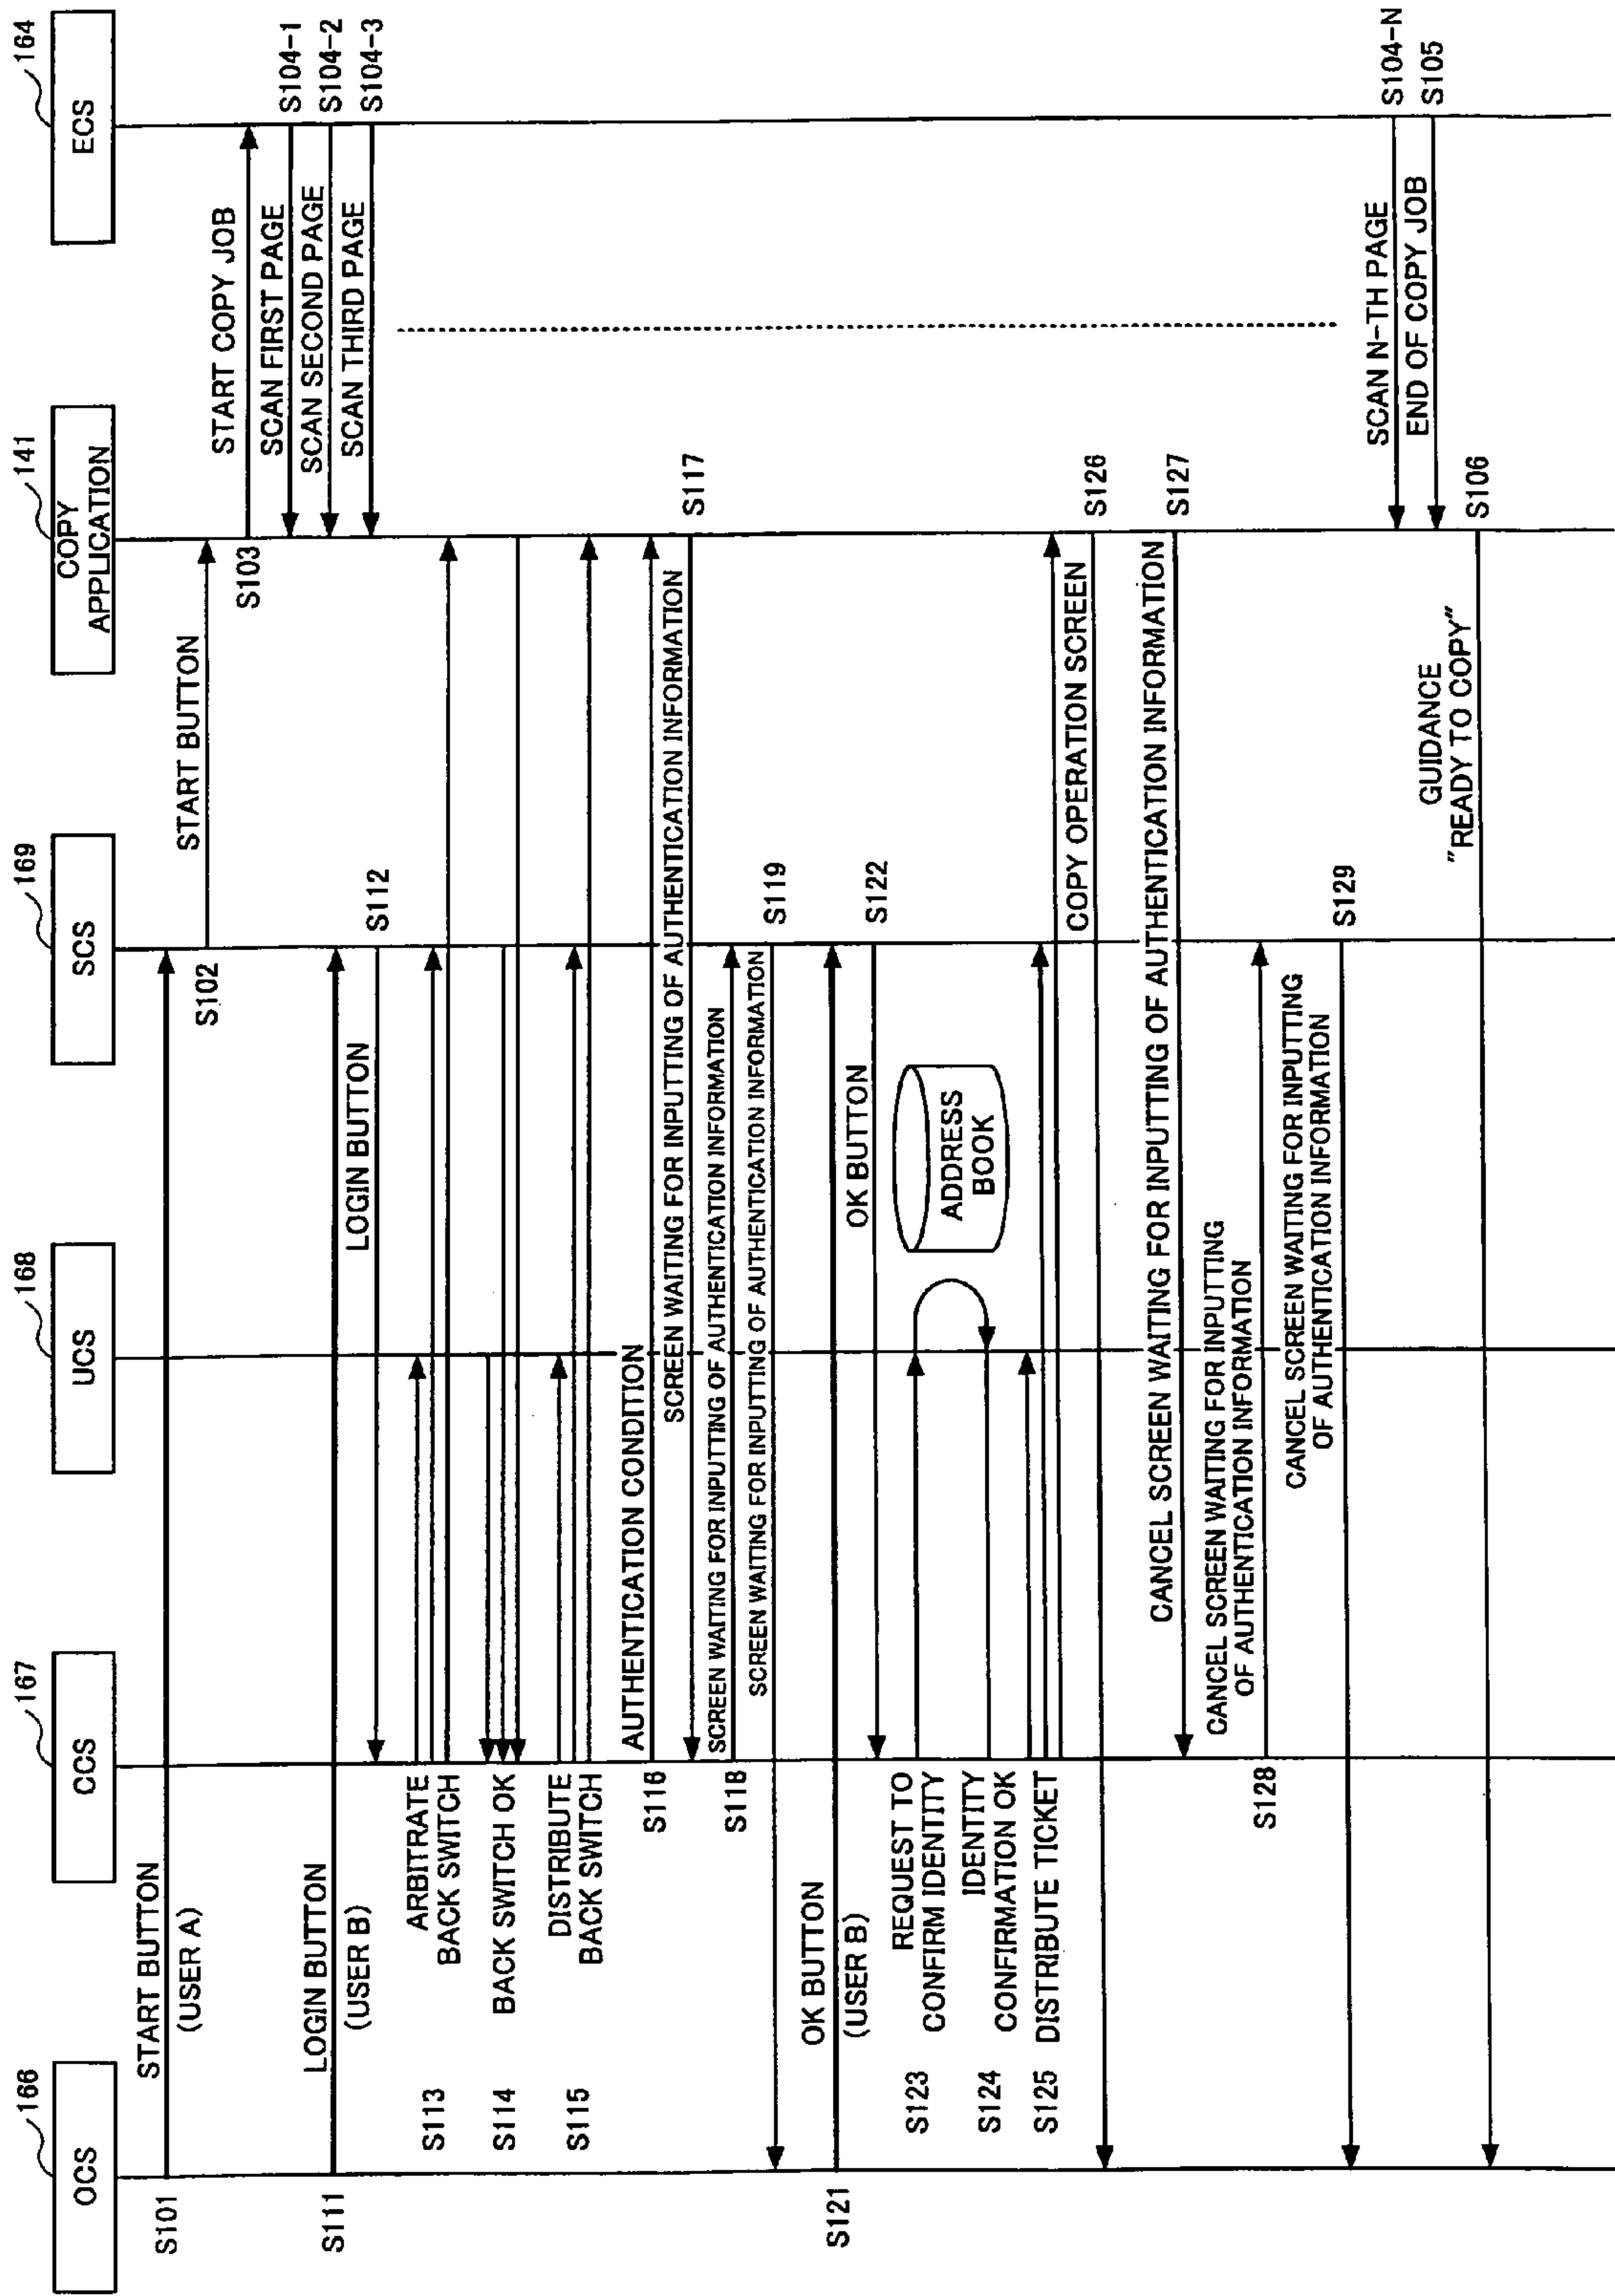 166
OCS
167
CCS
168
UCS
169
SCS
141
COPY
APPLICATION
164
ECS
S101
START BUTTON
(USER A)
S102
START BUTTON
S103
START COPY JOB
SCAN FIRST PAGE
S104-1
SCAN SECOND PAGE
S104-2
SCAN THIRD PAGE
S104-3
S111
LOGIN BUTTON
(USER B)
LOGIN BUTTON
S112
S113
ARBITRATE
BACK SWITCH
S114
BACK SWITCH OK
S115
DISTRIBUTE
BACK SWITCH
S116
AUTHENTICATION CONDITION
SCREEN WAITING FOR INPUTTING OF AUTHENTICATION INFORMATION
S117
S118
SCREEN WAITING FOR INPUTTING OF AUTHENTICATION INFORMATION
SCREEN WAITING FOR INPUTTING OF AUTHENTICATION INFORMATION
S119
S121
OK BUTTON
(USER B)
OK BUTTON
S122
S123
REQUEST TO
CONFIRM IDENTITY
ADDRESS
BOOK
S124
IDENTITY
CONFIRMATION OK
S125
DISTRIBUTE TICKET
COPY OPERATION SCREEN
S126
CANCEL SCREEN WAITING FOR INPUTTING OF AUTHENTICATION INFORMATION
S127
S128
CANCEL SCREEN WAITING FOR INPUTTING
OF AUTHENTICATION INFORMATION
CANCEL SCREEN WAITING FOR INPUTTING
OF AUTHENTICATION INFORMATION
S129
SCAN N-TH PAGE
S104-N
END OF COPY JOB
S105
GUIDANCE
"READY TO COPY"
S106